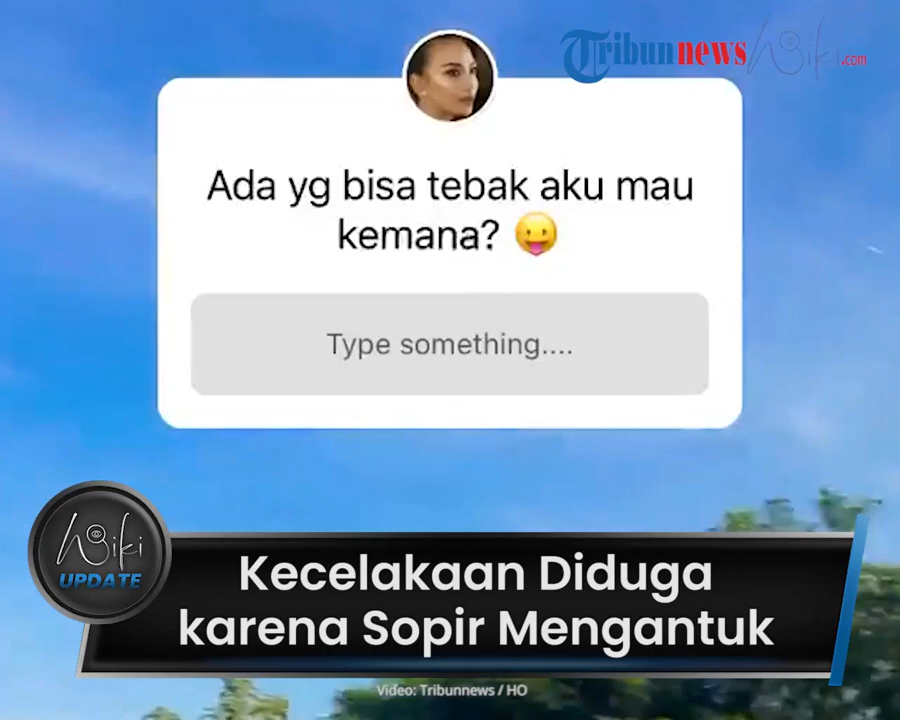 Tribunnews Wiki.com
Ada yg bisa tebak aku mau
kemana? 😛
Type something....
Wiki
UPDATE
Kecelakaan Diduga
karena Sopir Mengantuk
Video: Tribunnews / HO